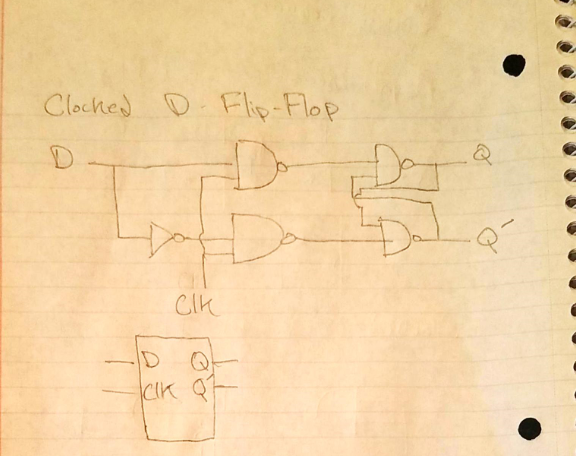 Clocked D - Flip-Flop
D Q
Q'
Clk
D Q
Clk Q'